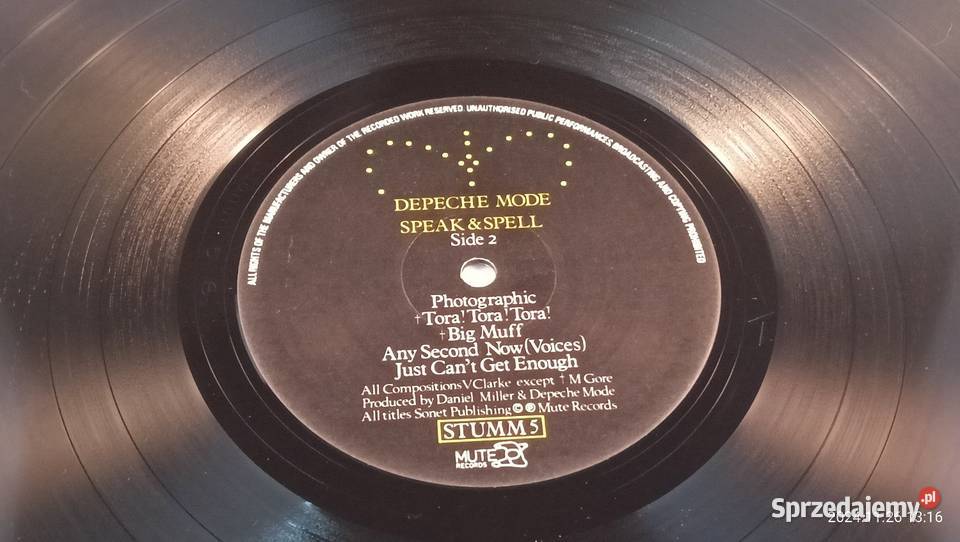 ALL RIGHTS OF THE MANUFACTURERS AND OWNER OF THE RECORDED WORK RESERVED. UNAUTHORISED PUBLIC PERFORMANCES, BROADCASTING AND COPYING PROHIBITED
DEPECHE MODE
SPEAK & SPELL
Side 2
Photographic
†Tora! Tora! Tora!
†Big Muff
Any Second Now (Voices)
Just Can't Get Enough
All Compositions V Clarke except † M Gore
Produced by Daniel Miller & Depeche Mode
All titles Sonet Publishing © ℗ Mute Records
STUMM 5
MUTE
RECORDS
Sprzedajemy.pl